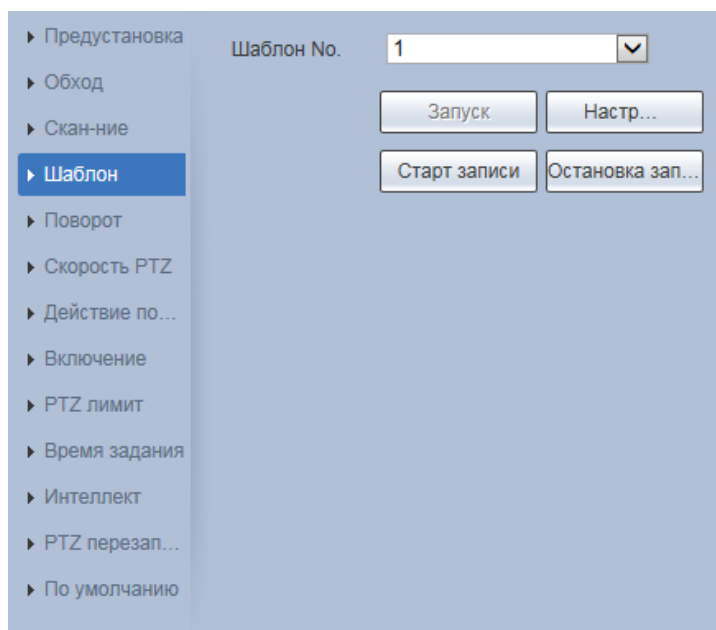 Предустановка
Обход
Скан-ние
Шаблон
Поворот
Скорость PTZ
Действие по...
Включение
PTZ лимит
Время задания
Интеллект
PTZ перезап...
По умолчанию
Шаблон No. 1
Запуск Настр...
Старт записи Остановка зап...